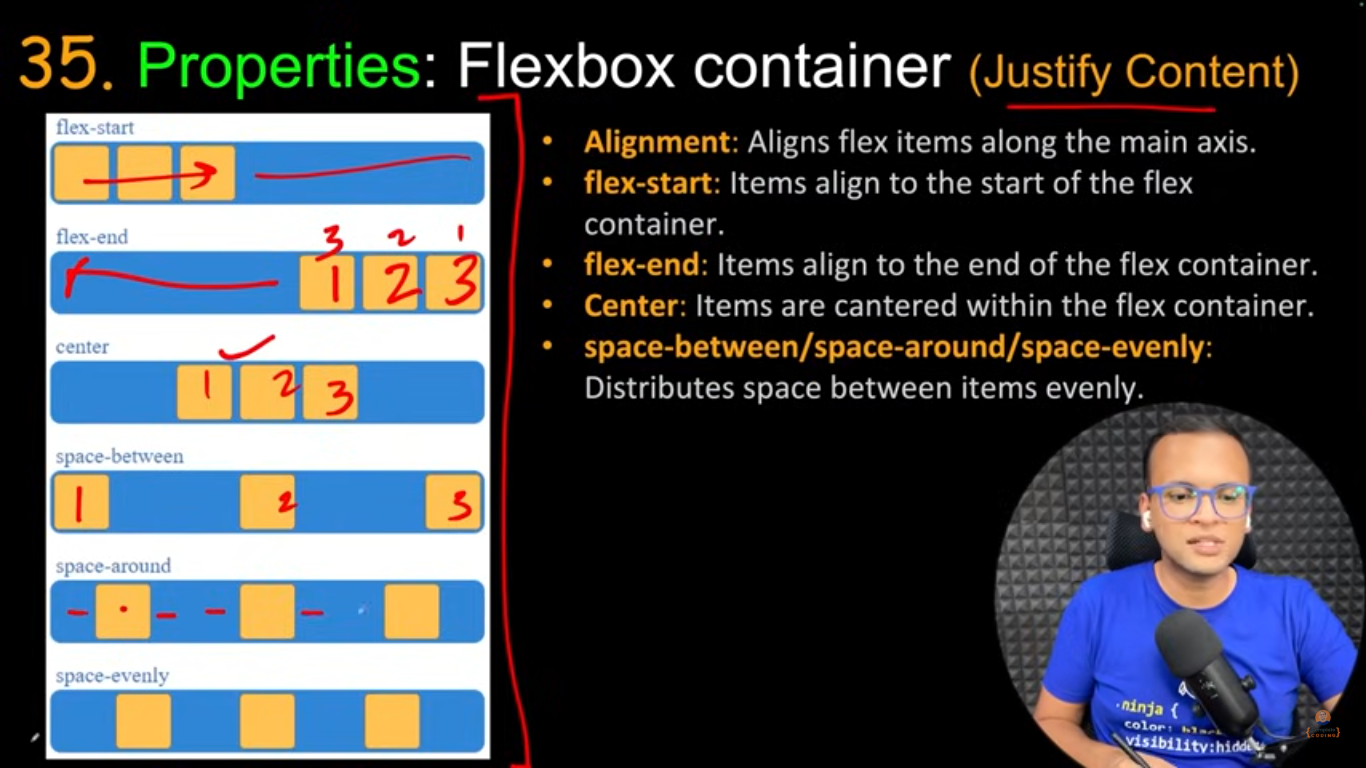 35. Properties: Flexbox container (Justify Content)
flex-start
flex-end
3 2 1
1 2 3
center
1 2 3
space-between
1 2 3
space-around
space-evenly
• Alignment: Aligns flex items along the main axis.
• flex-start: Items align to the start of the flex
container.
• flex-end: Items align to the end of the flex container.
• Center: Items are cantered within the flex container.
• space-between/space-around/space-evenly:
Distributes space between items evenly.
.ninja {
color: black
visibility:hidde
CODING